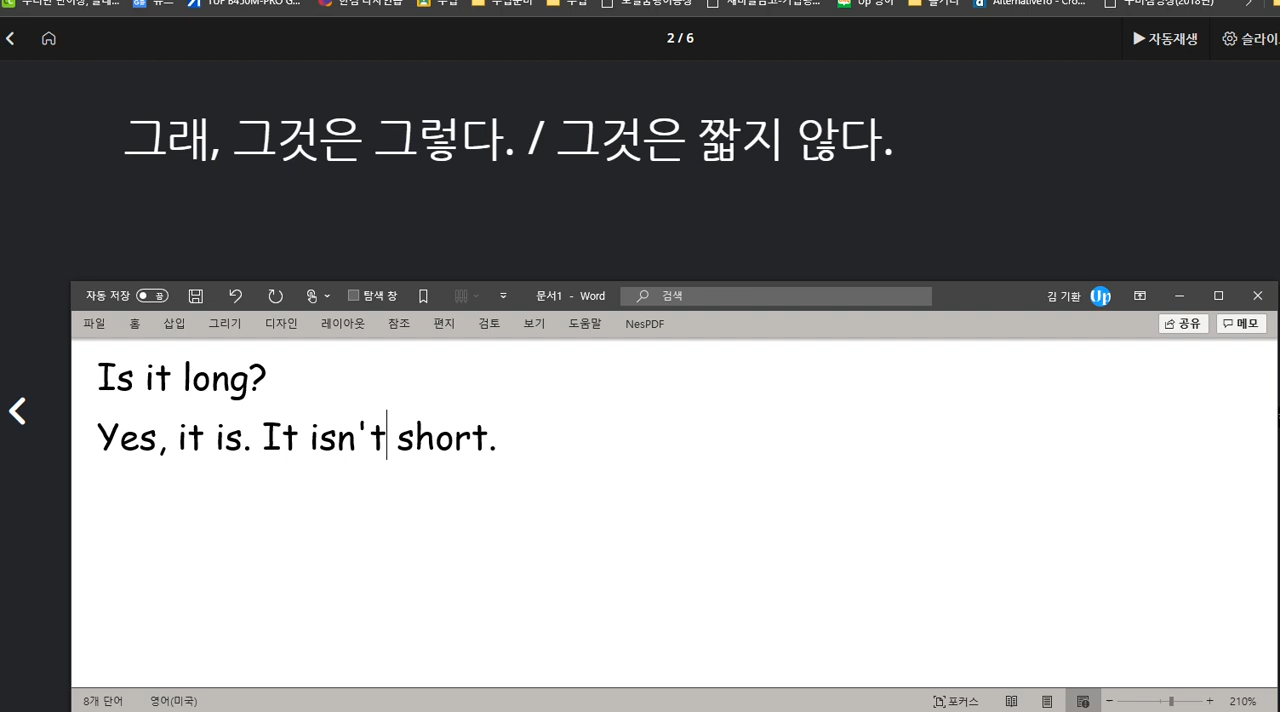 뉴스
2 / 6
▶ 자동재생
그래, 그것은 그렇다. / 그것은 짧지 않다.
자동 저장 끔 탐색 창 문서1 - Word 검색 김 기환 Up
파일 홈 삽입 그리기 디자인 레이아웃 참조 편지 검토 보기 도움말 NesPDF 공유 메모
Is it long?
Yes, it is. It isn't short.
8개 단어 영어(미국) 포커스 210%